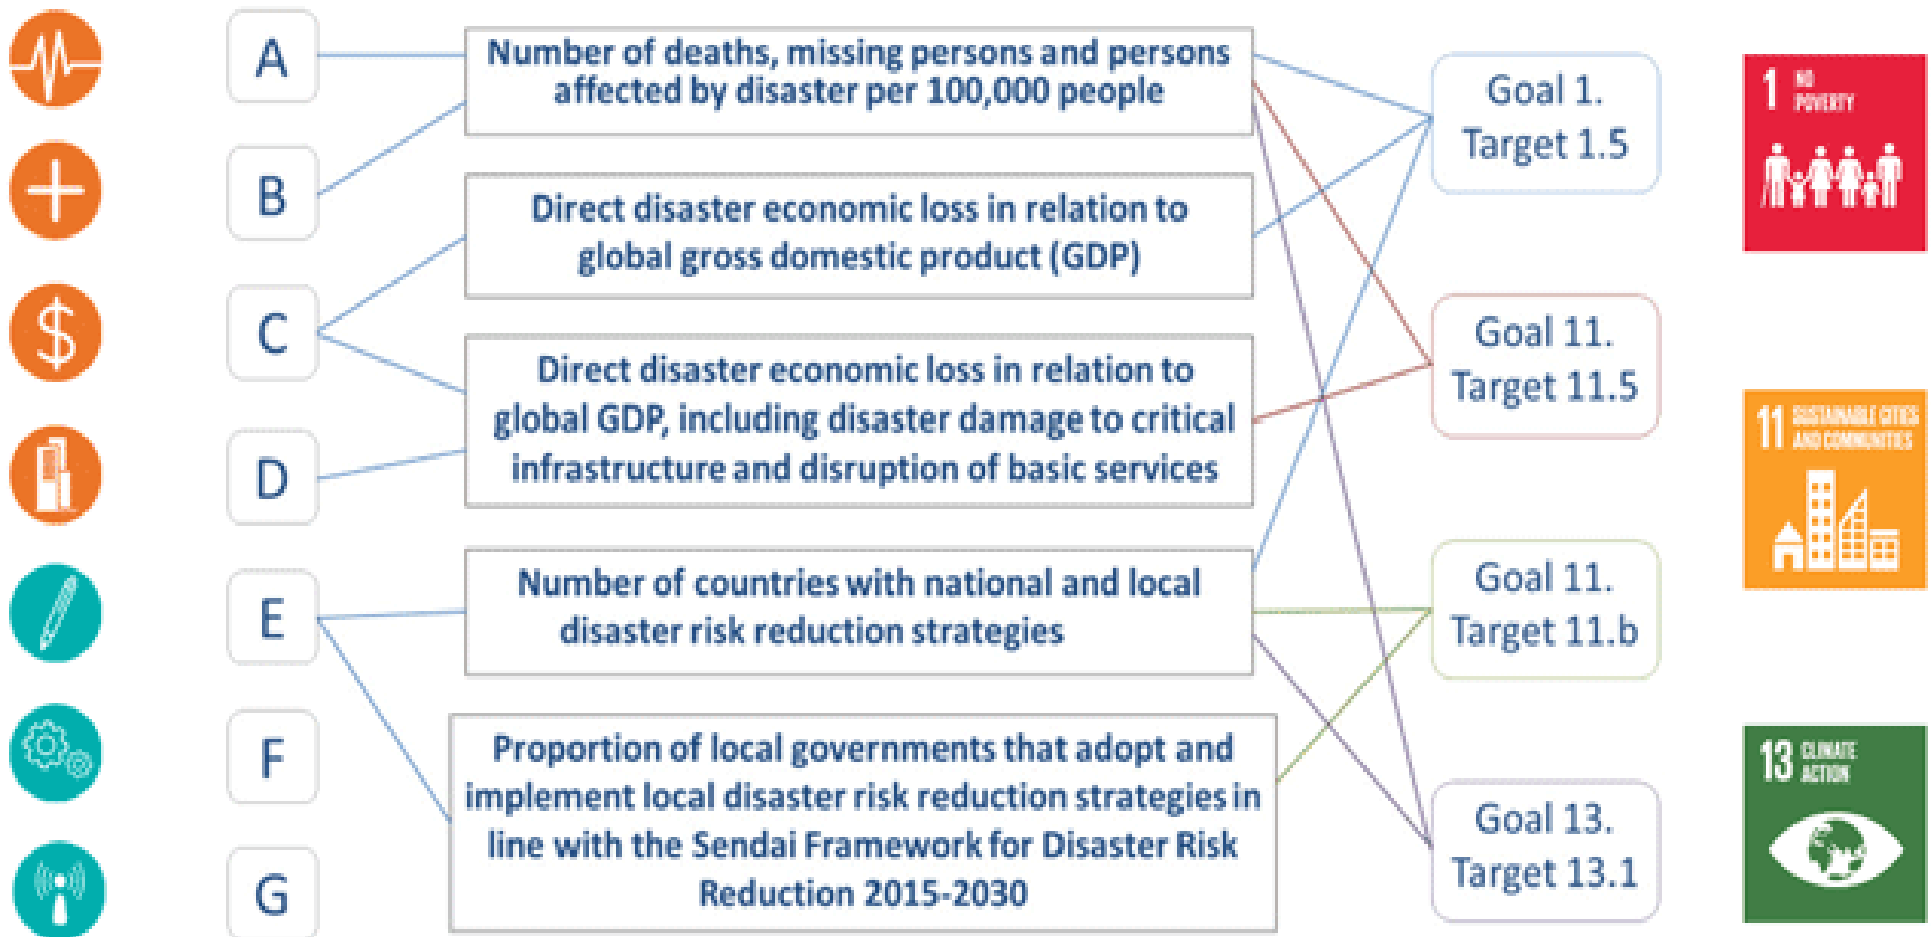 A
B
C
D
E
F
G
Number of deaths, missing persons and persons
affected by disaster per 100,000 people
Direct disaster economic loss in relation to
global gross domestic product (GDP)
Direct disaster economic loss in relation to
global GDP, including disaster damage to critical
infrastructure and disruption of basic services
Number of countries with national and local
disaster risk reduction strategies
Proportion of local governments that adopt and
implement local disaster risk reduction strategies in
line with the Sendai Framework for Disaster Risk
Reduction 2015-2030
Goal 1.
Target 1.5
Goal 11.
Target 11.5
Goal 11.
Target 11.b
Goal 13.
Target 13.1
1 NO
POVERTY
11 SUSTAINABLE CITIES
AND COMMUNITIES
13 CLIMATE
ACTION
$